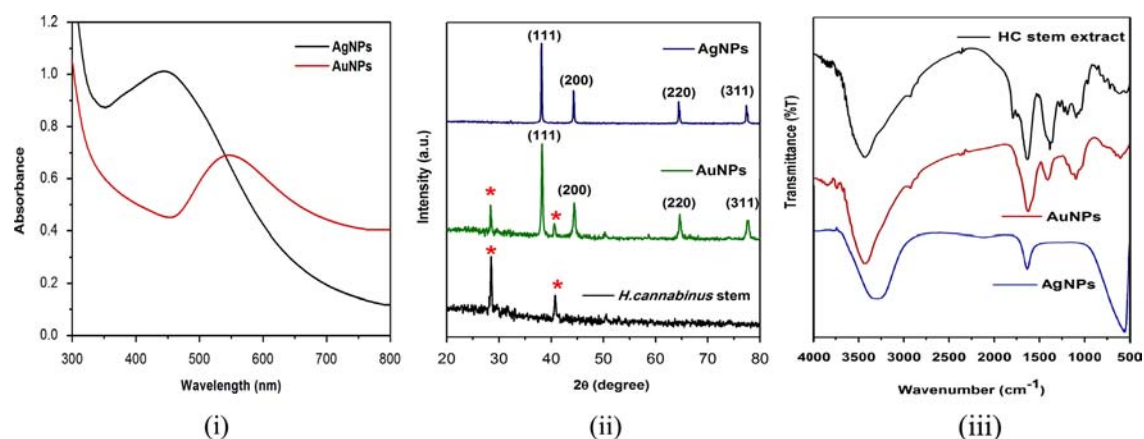 1.2
1.0
0.8
0.6
0.4
0.2
0.0
Absorbance
AgNPs
AuNPs
300 400 500 600 700 800
Wavelength (nm)
(i)
Intensity (a.u.)
(111)
AgNPs
(200)
(220)
(311)
(111)
AuNPs
*
(200)
*
(220)
(311)
*
*
H.cannabinus stem
20 30 40 50 60 70 80
2θ (degree)
(ii)
Transmittance (%T)
HC stem extract
AuNPs
AgNPs
4000 3500 3000 2500 2000 1500 1000 500
Wavenumber (cm-1)
(iii)